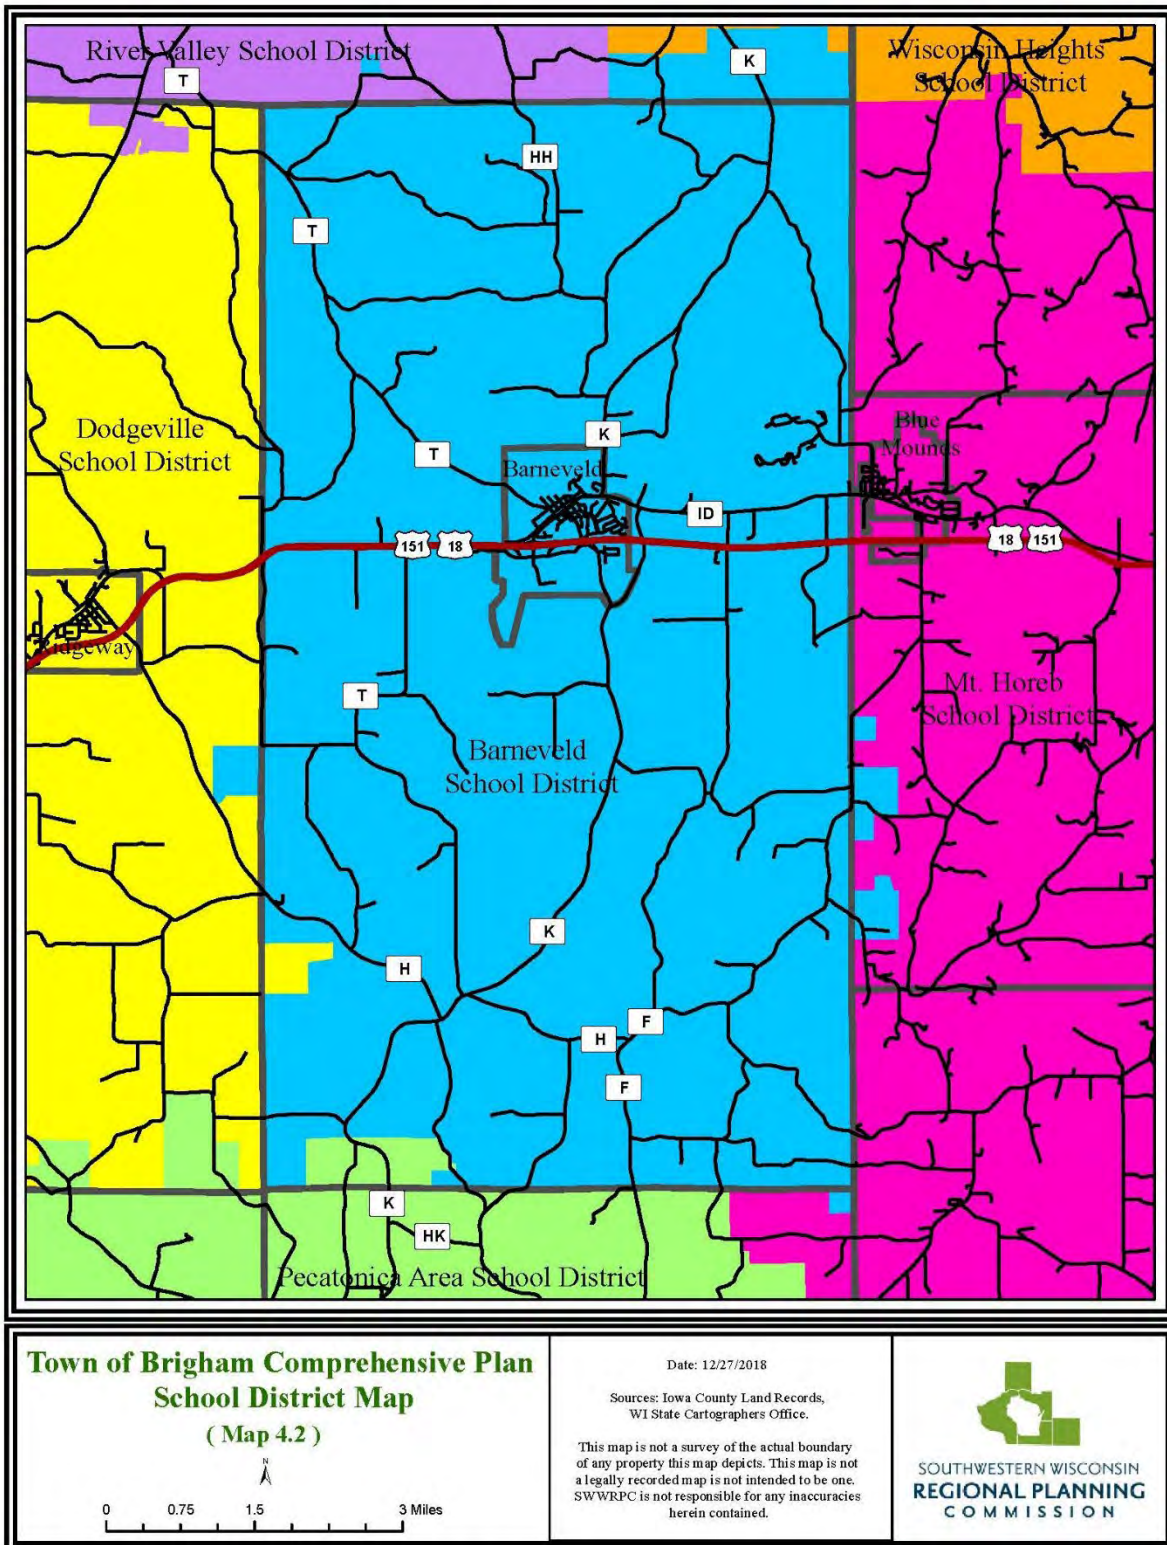 River Valley School District
Wisconsin Heights
School District
K
T
HH
T
Dodgeville
School District
Blue
Mounds
K
T
Barneveld
ID
151
18
18
151
Ridgeway
T
Mt. Horeb
School District
Barneveld
School District
K
H
F
H
F
K
HK
Pecatonica Area School District
Town of Brigham Comprehensive Plan
School District Map
( Map 4.2 )
N
0 0.75 1.5 3 Miles
Date: 12/27/2018
Sources: Iowa County Land Records,
WI State Cartographers Office.
This map is not a survey of the actual boundary
of any property this map depicts. This map is not
a legally recorded map is not intended to be one.
SWWRPC is not responsible for any inaccuracies
herein contained.
SOUTHWESTERN WISCONSIN
REGIONAL PLANNING
COMMISSION